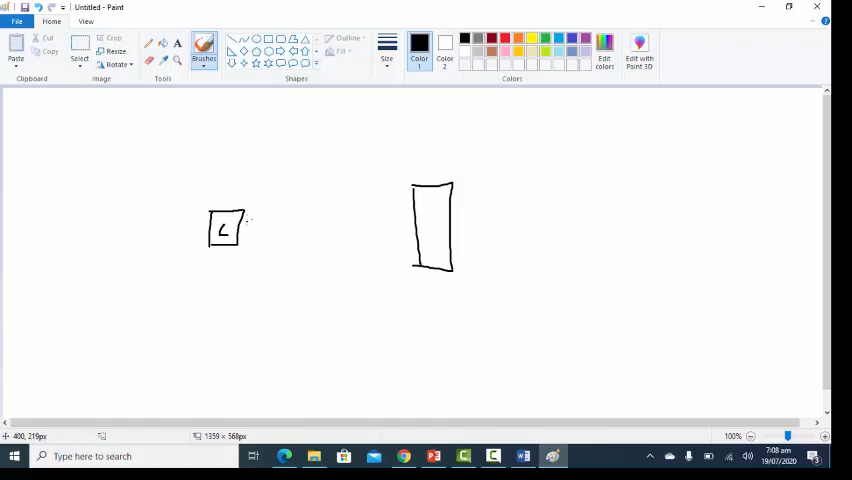 Untitled - Paint
File
Home
View
Paste
Cut
Copy
Clipboard
Select
Crop
Resize
Rotate
Image
A
Tools
Brushes
Shapes
Outline
Fill
Size
Color
1
Color
2
Colors
Edit
colors
Edit with
Paint 3D
C
400, 219px
1359 × 568px
100%
Type here to search
7:08 am
19/07/2020
3